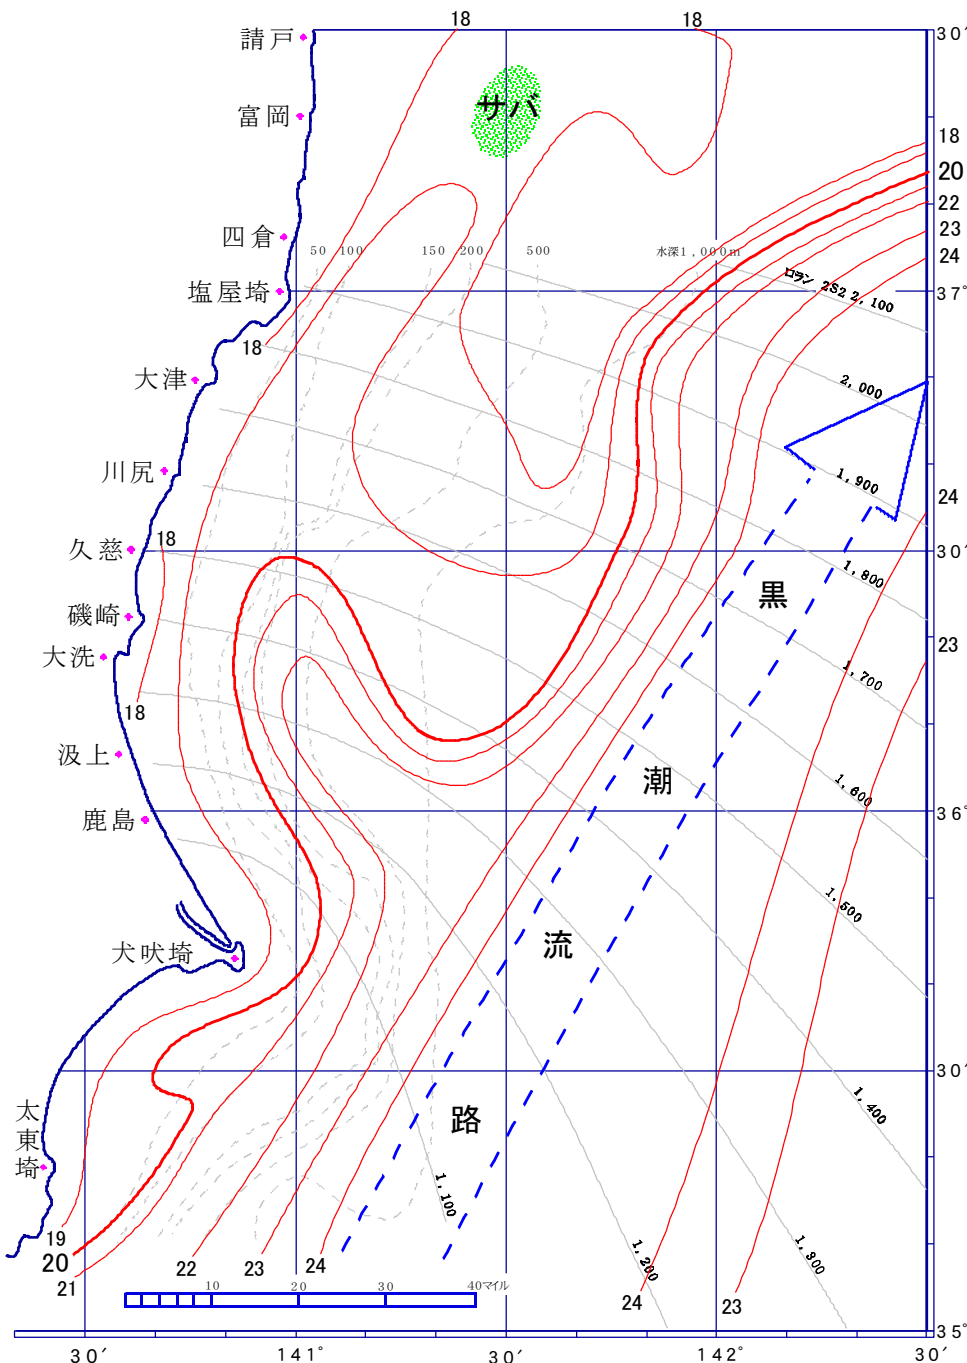 18
18
30′
請戸
サバ
富岡
18
20
22
23
24
四倉
50
100
150
200
500
水深1,000m
ロラン 2S2 2,100
塩屋埼
37°
18
大津
2,000
川尻
1,900
24
久慈
18
30′
1,800
黒
磯崎
大洗
23
1,700
18
汲上
潮
1,600
鹿島
36°
1,500
犬吠埼
流
30′
1,400
太
東
埼
路
1,100
19
20
21
22
23
24
1,200
1,300
10
20
30
40マイル
24
23
35°
30′
141°
30′
142°
30′